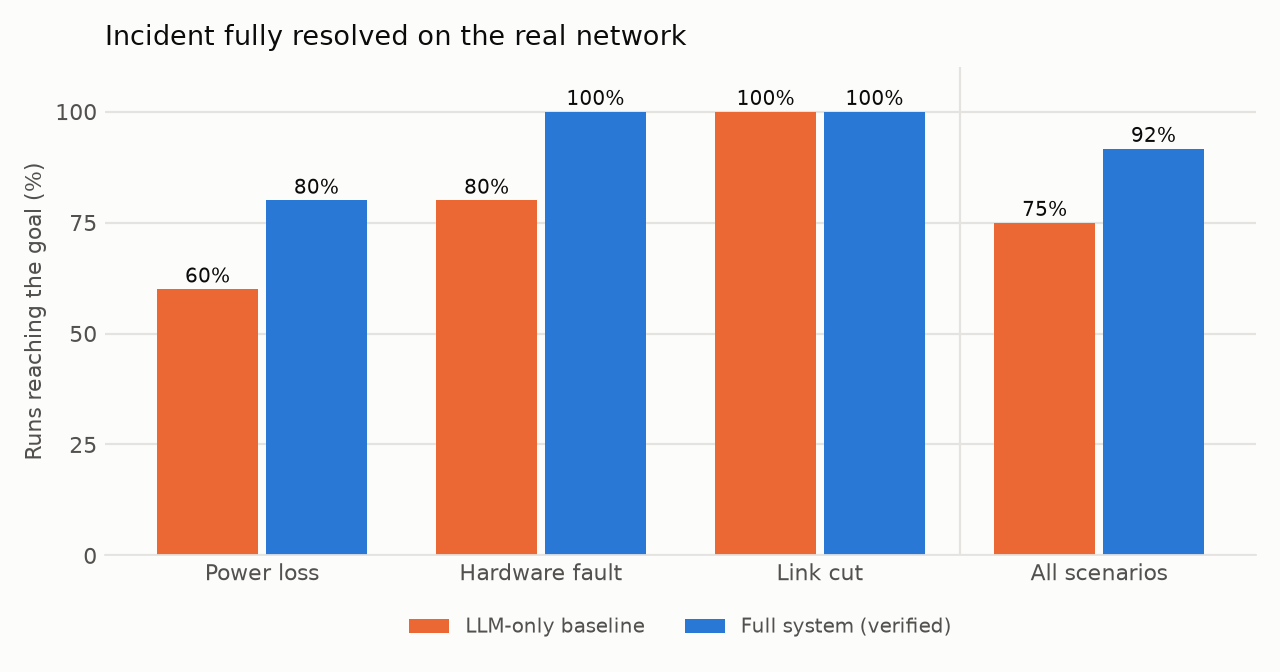 Incident fully resolved on the real network
Runs reaching the goal (%)
100
75
50
25
0
60%
80%
80%
100%
100%
100%
75%
92%
Power loss
Hardware fault
Link cut
All scenarios
LLM-only baseline
Full system (verified)